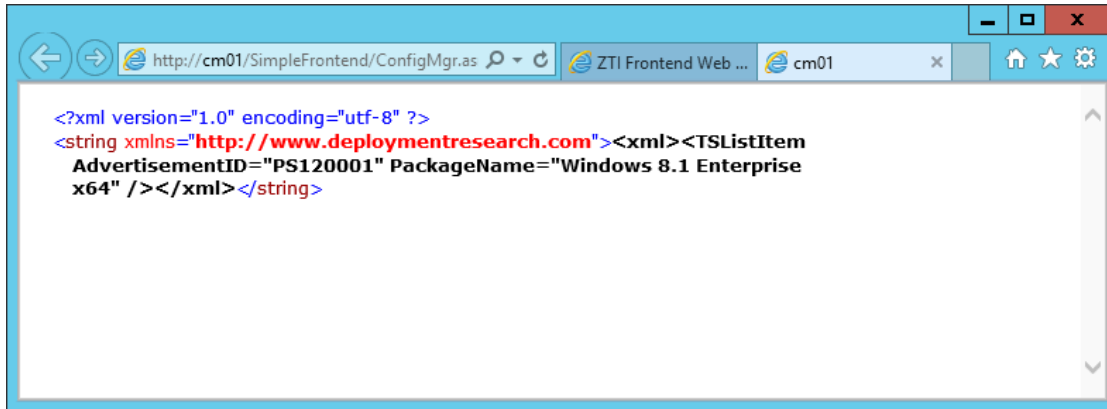 x
http://cm01/SimpleFrontend/ConfigMgr.as
ZTI Frontend Web ...
cm01
<?xml version="1.0" encoding="utf-8" ?>
<string xmlns="http://www.deploymentresearch.com"><xml><TSListItem
AdvertisementID="PS120001" PackageName="Windows 8.1 Enterprise
x64" /></xml></string>